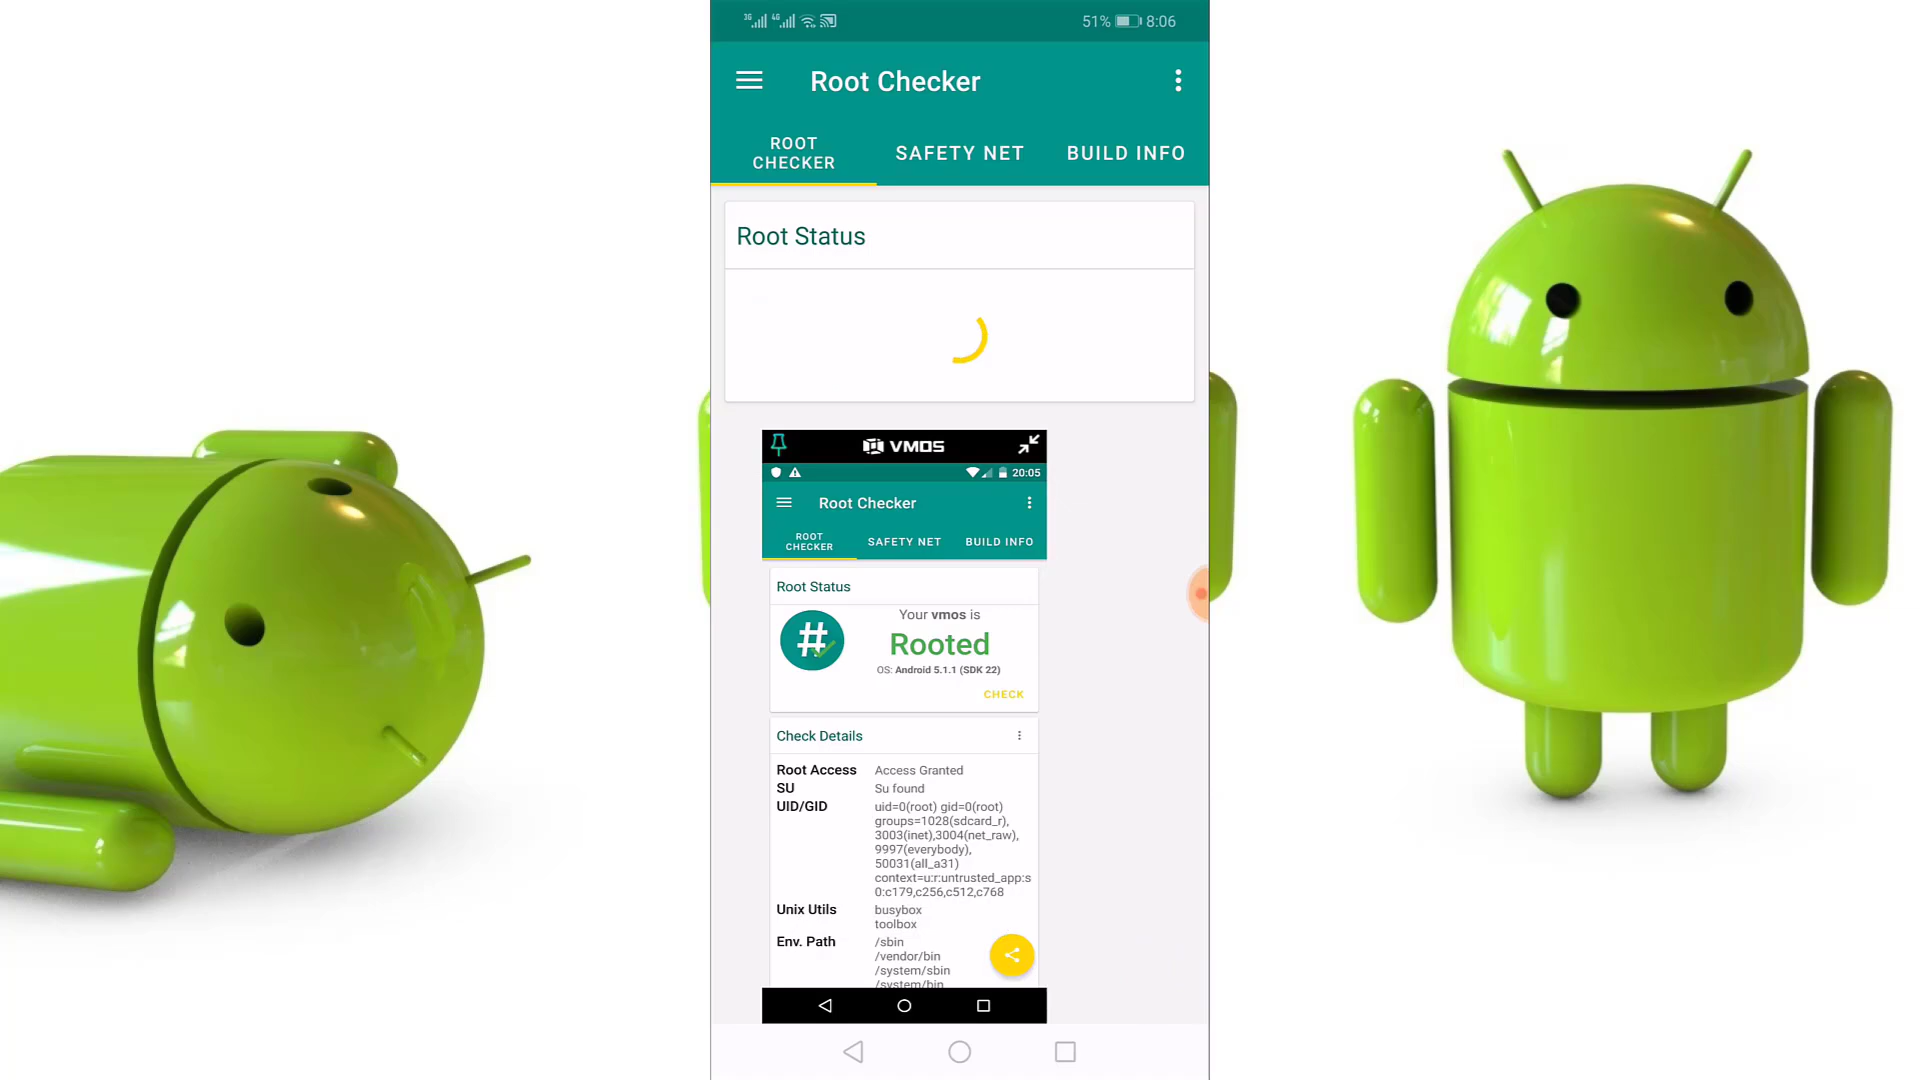 3G 4G 51% 8:06
Root Checker
ROOT
CHECKER
SAFETY NET
BUILD INFO
Root Status
VMOS
20:05
Root Checker
ROOT
CHECKER
SAFETY NET
BUILD INFO
Root Status
Your vmos is
Rooted
OS: Android 5.1.1 (SDK 22)
CHECK
Check Details
Root Access Access Granted
SU Su found
UID/GID uid=0(root) gid=0(root)
groups=1028(sdcard_r),
3003(inet),3004(net_raw),
9997(everybody),
50031(all_a31)
context=u:r:untrusted_app:s
0:c179,c256,c512,c768
Unix Utils busybox
toolbox
Env. Path /sbin
/vendor/bin
/system/sbin
/system/bin